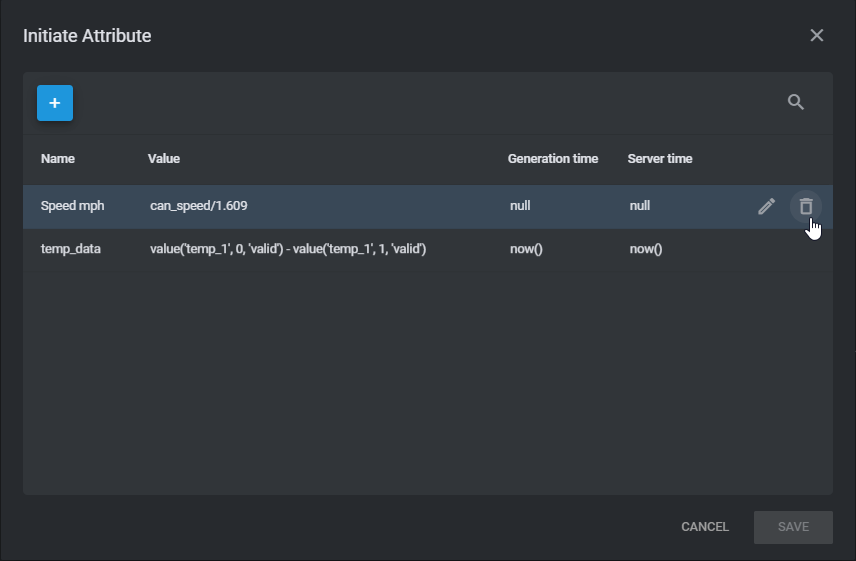 Initiate Attribute
+
Name Value Generation time Server time
Speed mph can_speed/1.609 null null
temp_data value('temp_1', 0, 'valid') - value('temp_1', 1, 'valid') now() now()
CANCEL SAVE